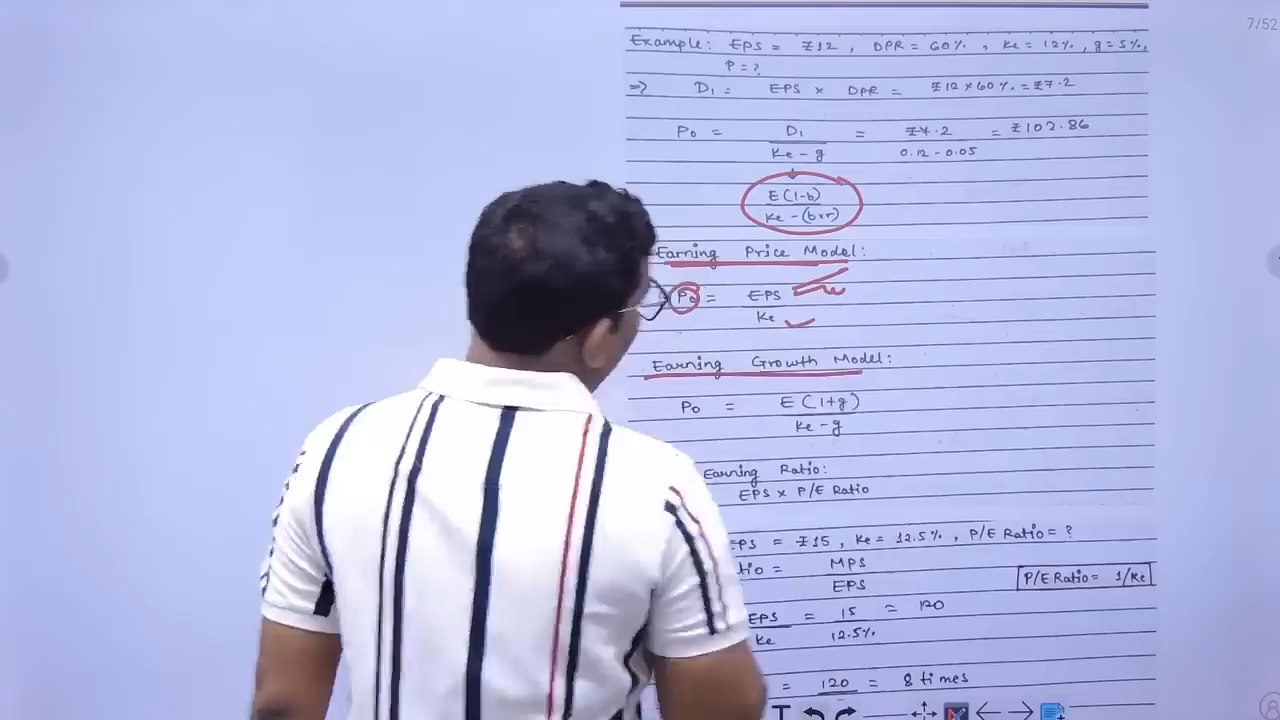 7/52
Example: EPS = ₹12, DPR = 60%, Ke = 12%, g = 5%,
P = ?
⇒ D₁ = EPS × DPR = ₹12 × 60% = ₹7.2
P₀ = D₁ = ₹7.2 = ₹102.86
Ke - g 0.12 - 0.05
E(1-b)
Ke - (b×r)
Earning Price Model:
P₀ = EPS
Ke
Earning Growth Model:
P₀ = E(1+g)
Ke - g
Earning Ratio:
EPS × P/E Ratio
EPS = ₹15, Ke = 12.5%, P/E Ratio = ?
tio = MPS
EPS
P/E Ratio = 1/Ke
EPS = 15 = 120
Ke 12.5%
= 120 = 8 times